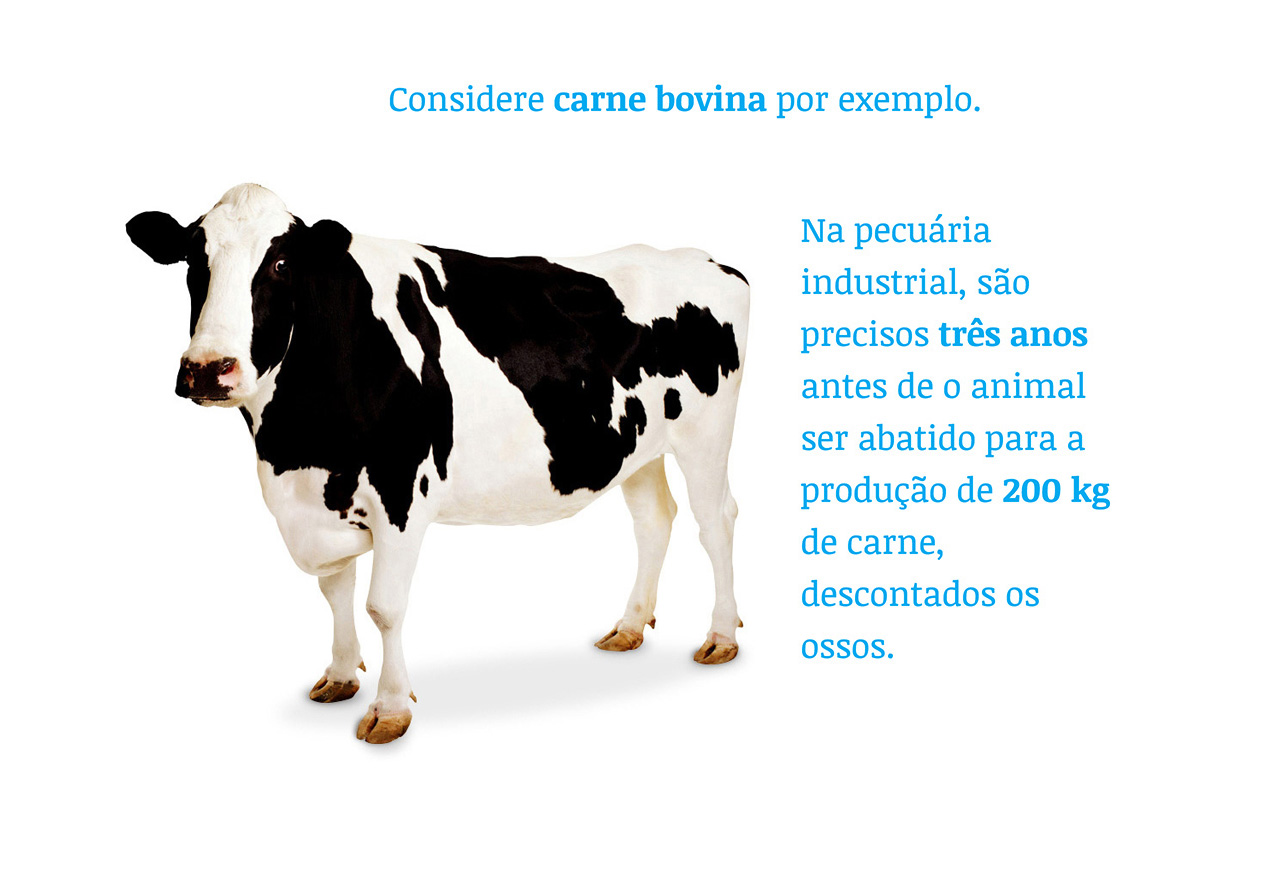 Considere carne bovina por exemplo.
Na pecuária
industrial, são
precisos três anos
antes de o animal
ser abatido para a
produção de 200 kg
de carne,
descontados os
ossos.